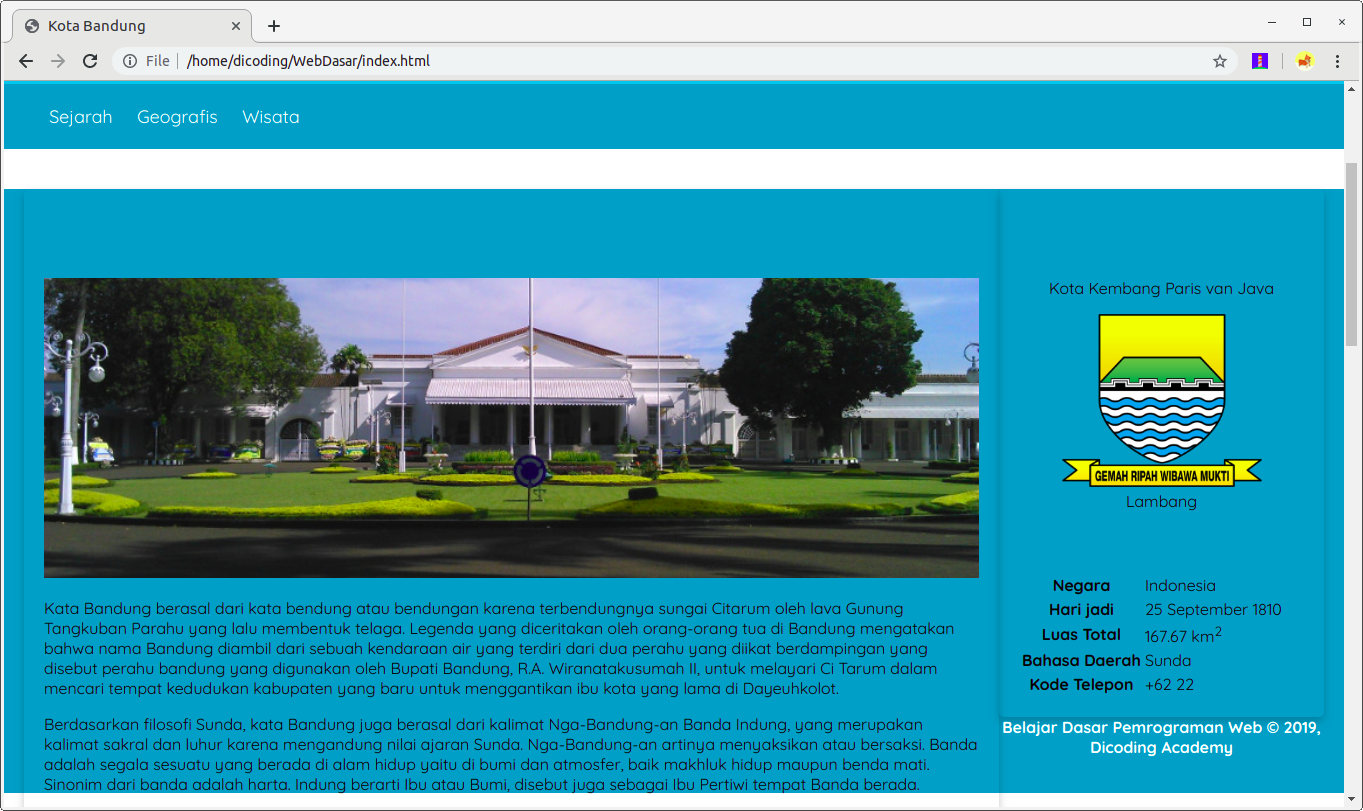 Kota Bandung
File | /home/dicoding/WebDasar/index.html
Sejarah Geografis Wisata
Kata Bandung berasal dari kata bendung atau bendungan karena terbendungnya sungai Citarum oleh lava Gunung
Tangkuban Parahu yang lalu membentuk telaga. Legenda yang diceritakan oleh orang-orang tua di Bandung mengatakan
bahwa nama Bandung diambil dari sebuah kendaraan air yang terdiri dari dua perahu yang diikat berdampingan yang
disebut perahu bandung yang digunakan oleh Bupati Bandung, R.A. Wiranatakusumah II, untuk melayari Ci Tarum dalam
mencari tempat kedudukan kabupaten yang baru untuk menggantikan ibu kota yang lama di Dayeuhkolot.
Berdasarkan filosofi Sunda, kata Bandung juga berasal dari kalimat Nga-Bandung-an Banda Indung, yang merupakan
kalimat sakral dan luhur karena mengandung nilai ajaran Sunda. Nga-Bandung-an artinya menyaksikan atau bersaksi. Banda
adalah segala sesuatu yang berada di alam hidup yaitu di bumi dan atmosfer, baik makhluk hidup maupun benda mati.
Sinonim dari banda adalah harta. Indung berarti Ibu atau Bumi, disebut juga sebagai Ibu Pertiwi tempat Banda berada.
Kota Kembang Paris van Java
GEMAH RIPAH WIBAWA MUKTI
Lambang
Negara Indonesia
Hari jadi 25 September 1810
Luas Total 167.67 km²
Bahasa Daerah Sunda
Kode Telepon +62 22
Belajar Dasar Pemrograman Web © 2019,
Dicoding Academy